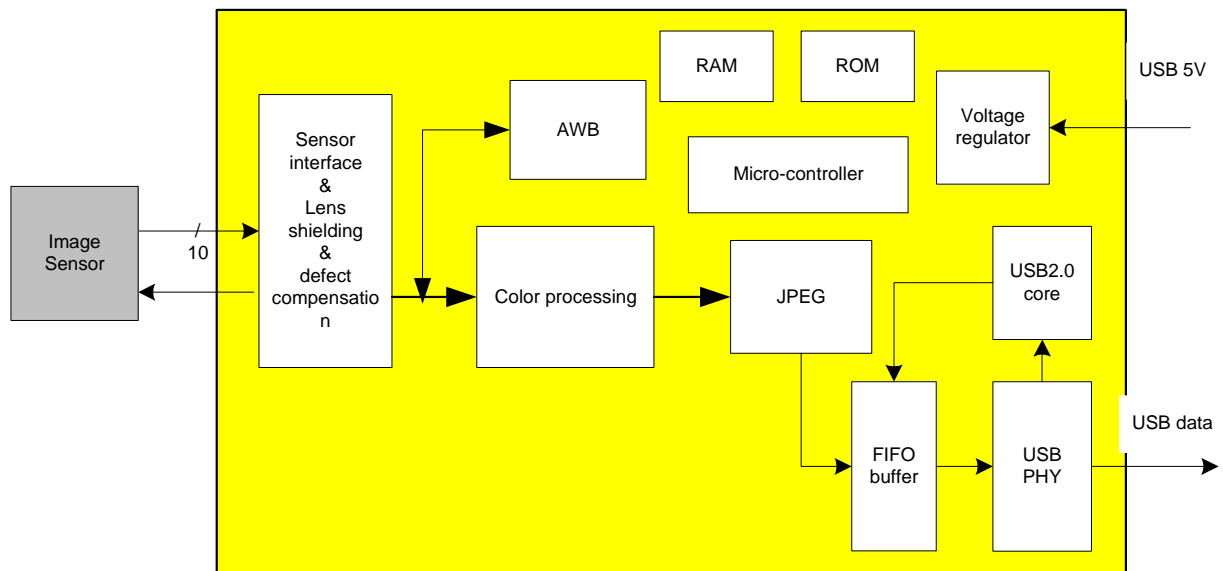 RAM
ROM
USB 5V
AWB
Voltage
regulator
Sensor
interface
&
Lens
shielding
&
defect
compensatio
n
Micro-controller
Image
Sensor
/
10
Color processing
JPEG
USB2.0
core
FIFO
buffer
USB
PHY
USB data